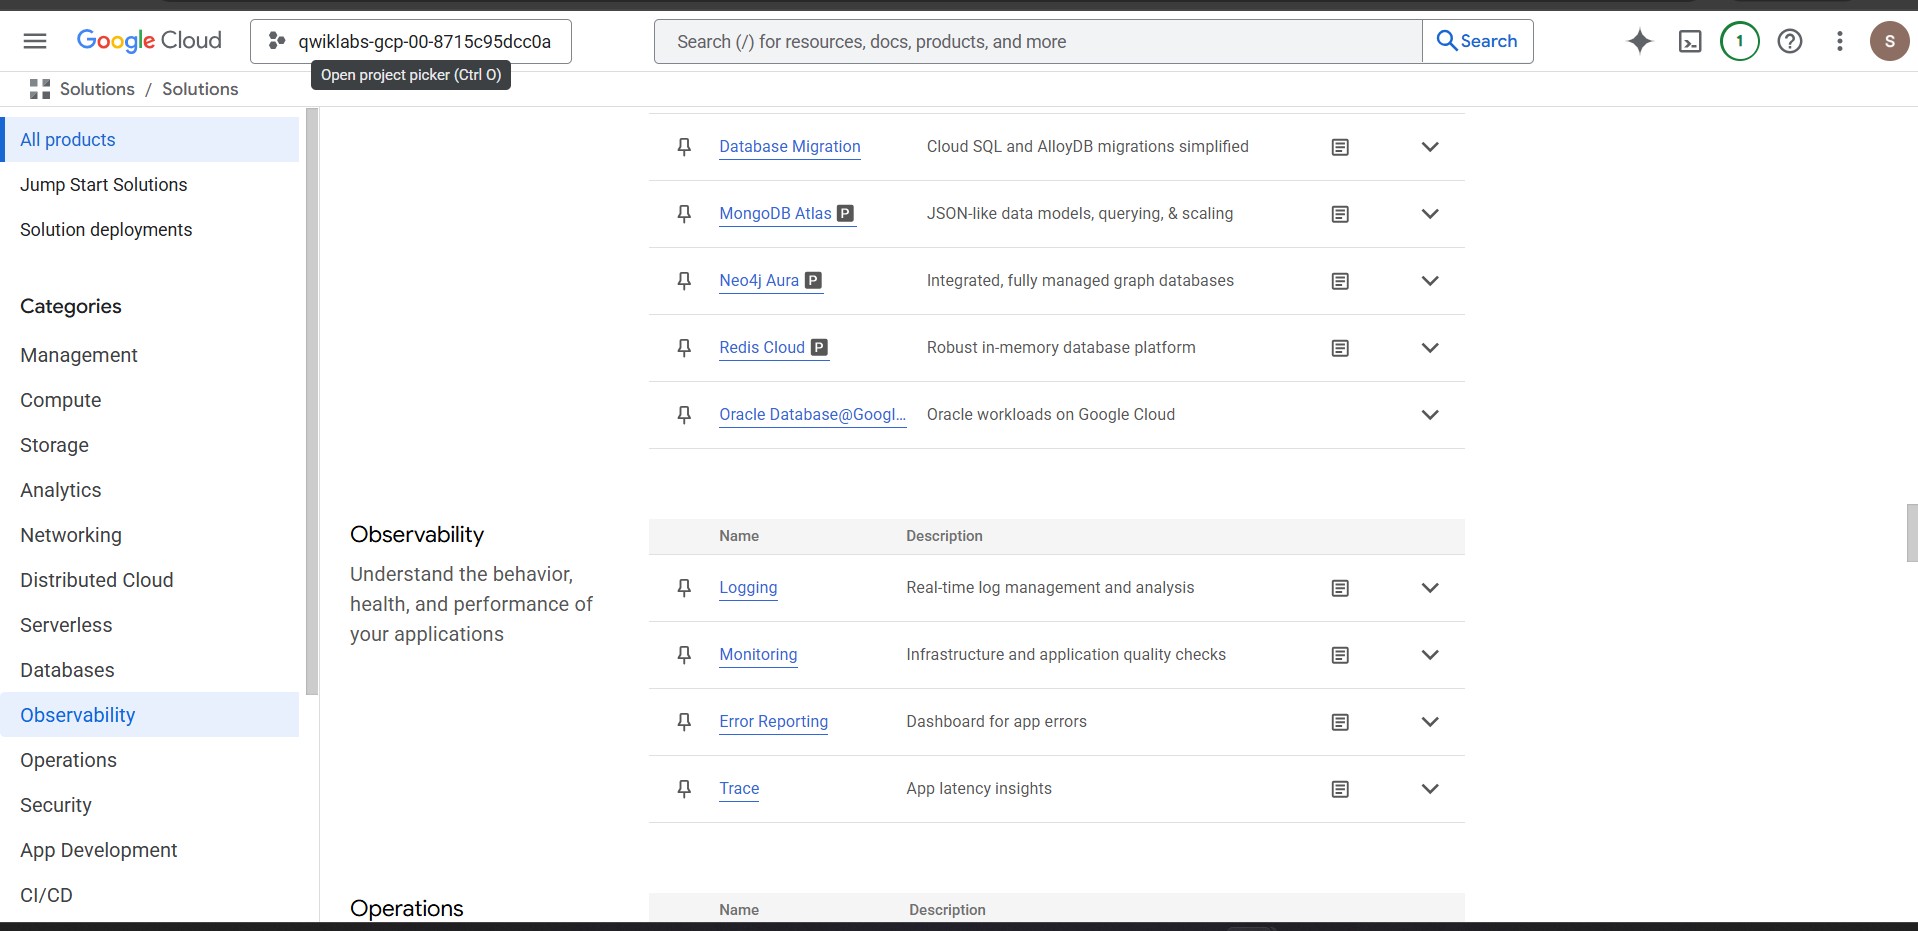 Google Cloud
qwiklabs-gcp-00-8715c95dcc0a
Search (/) for resources, docs, products, and more
Search
1
S
Open project picker (Ctrl O)
Solutions / Solutions
All products
Jump Start Solutions
Solution deployments
Categories
Management
Compute
Storage
Analytics
Networking
Distributed Cloud
Serverless
Databases
Observability
Operations
Security
App Development
CI/CD
Database Migration Cloud SQL and AlloyDB migrations simplified
MongoDB Atlas P JSON-like data models, querying, & scaling
Neo4j Aura P Integrated, fully managed graph databases
Redis Cloud P Robust in-memory database platform
Oracle Database@Googl... Oracle workloads on Google Cloud
Observability
Understand the behavior,
health, and performance of
your applications
Name Description
Logging Real-time log management and analysis
Monitoring Infrastructure and application quality checks
Error Reporting Dashboard for app errors
Trace App latency insights
Operations
Name Description